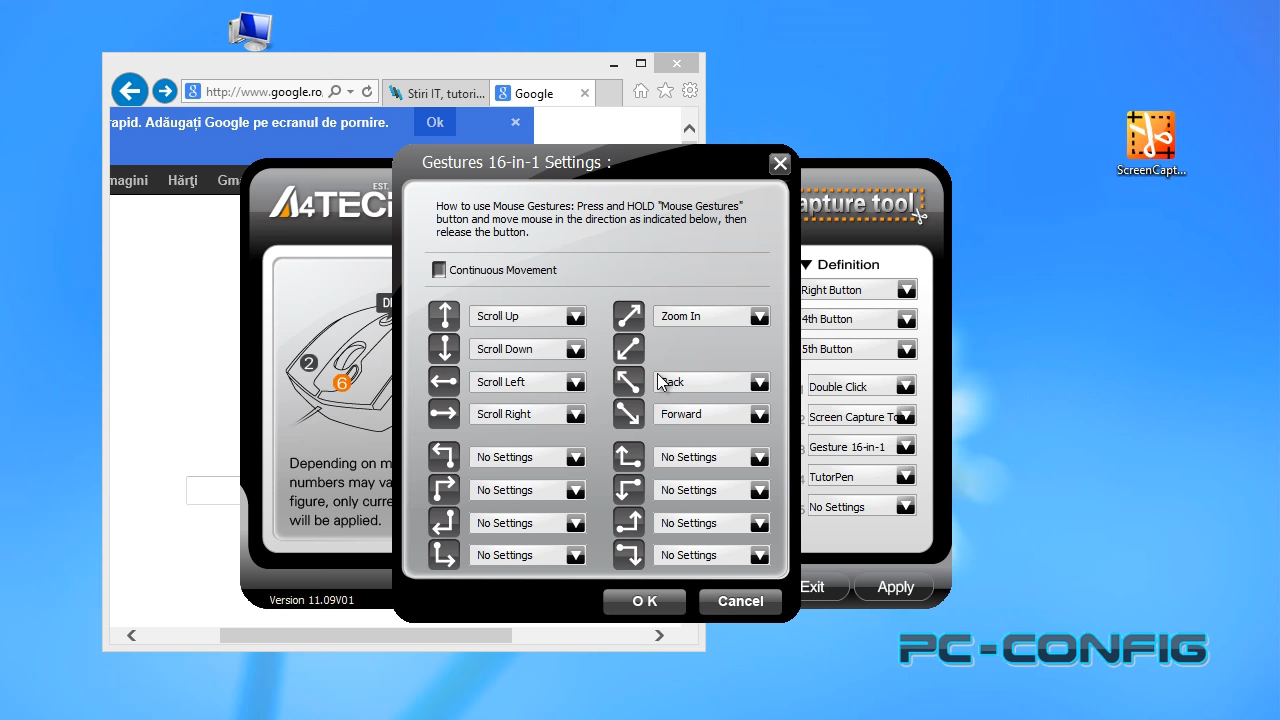 http://www.google.ro
Stiri IT, tutori...
Google
rapid. Adăugați Google pe ecranul de pornire.
Ok
Hărţi
ScreenCapt...
EST.
A4TECH
capture tool
Gestures 16-in-1 Settings :
How to use Mouse Gestures: Press and HOLD "Mouse Gestures"
button and move mouse in the direction as indicated below, then
release the button.
Continuous Movement
Scroll Up
Zoom In
Scroll Down
Scroll Left
Back
Scroll Right
Forward
No Settings
No Settings
No Settings
No Settings
No Settings
No Settings
No Settings
No Settings
O K
Cancel
2
6
Depending on m
numbers may va
figure, only curre
will be applied.
Version 11.09V01
Definition
Right Button
4th Button
5th Button
Double Click
Screen Capture To
Gesture 16-in-1
TutorPen
No Settings
Exit
Apply
PC-CONFIG